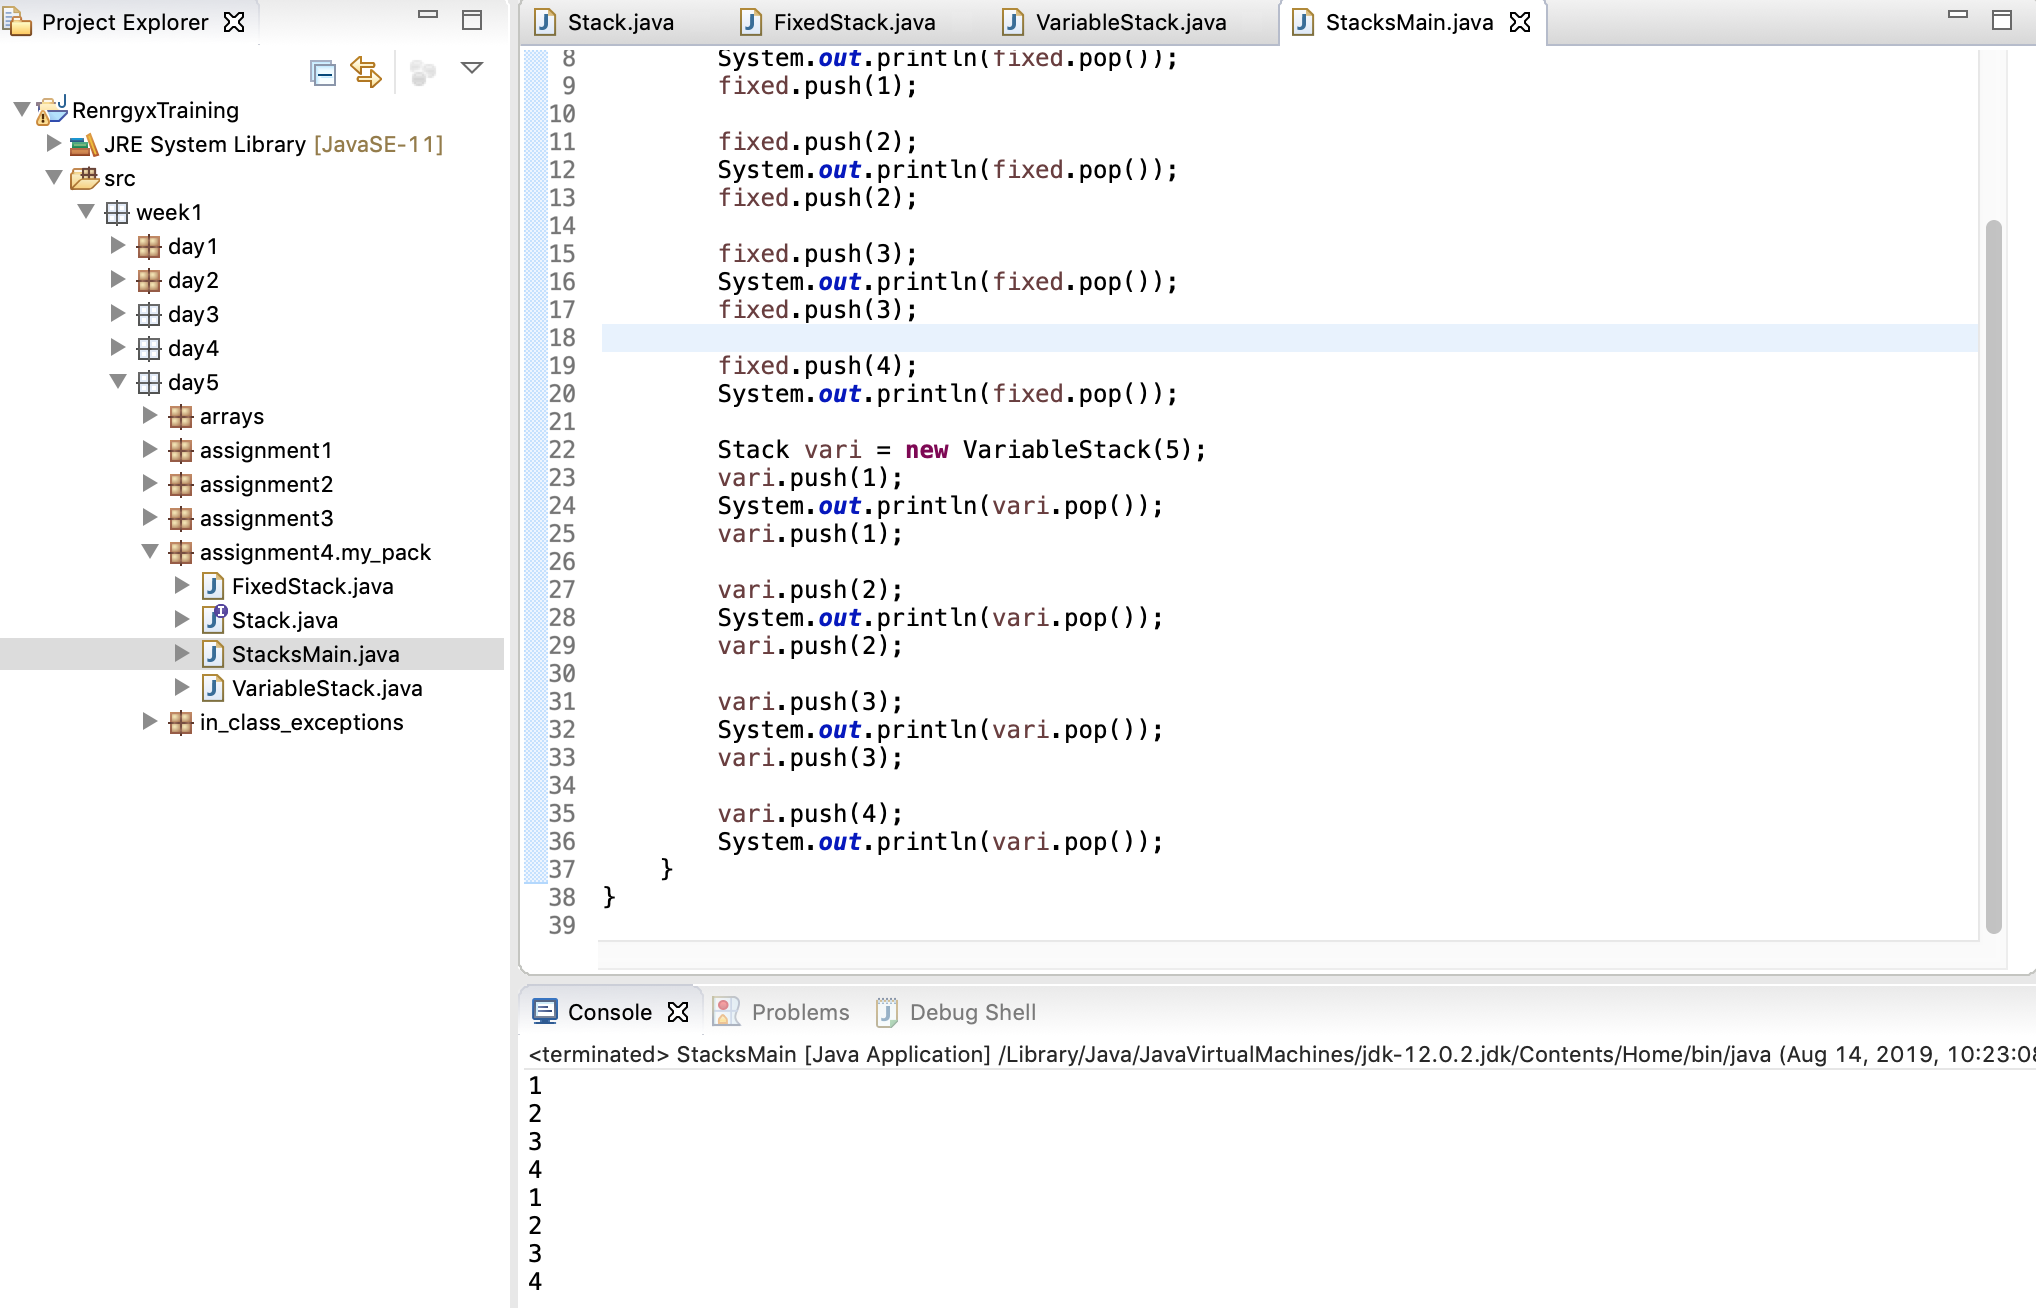 Project Explorer
RenrgyxTraining
JRE System Library [JavaSE-11]
src
week1
day1
day2
day3
day4
day5
arrays
assignment1
assignment2
assignment3
assignment4.my_pack
FixedStack.java
Stack.java
StacksMain.java
VariableStack.java
in_class_exceptions
Stack.java FixedStack.java VariableStack.java StacksMain.java
8 System.out.println(fixed.pop());
9 fixed.push(1);
10
11 fixed.push(2);
12 System.out.println(fixed.pop());
13 fixed.push(2);
14
15 fixed.push(3);
16 System.out.println(fixed.pop());
17 fixed.push(3);
18
19 fixed.push(4);
20 System.out.println(fixed.pop());
21
22 Stack vari = new VariableStack(5);
23 vari.push(1);
24 System.out.println(vari.pop());
25 vari.push(1);
26
27 vari.push(2);
28 System.out.println(vari.pop());
29 vari.push(2);
30
31 vari.push(3);
32 System.out.println(vari.pop());
33 vari.push(3);
34
35 vari.push(4);
36 System.out.println(vari.pop());
37 }
38 }
39
Console Problems Debug Shell
<terminated> StacksMain [Java Application] /Library/Java/JavaVirtualMachines/jdk-12.0.2.jdk/Contents/Home/bin/java (Aug 14, 2019, 10:23:08
1
2
3
4
1
2
3
4